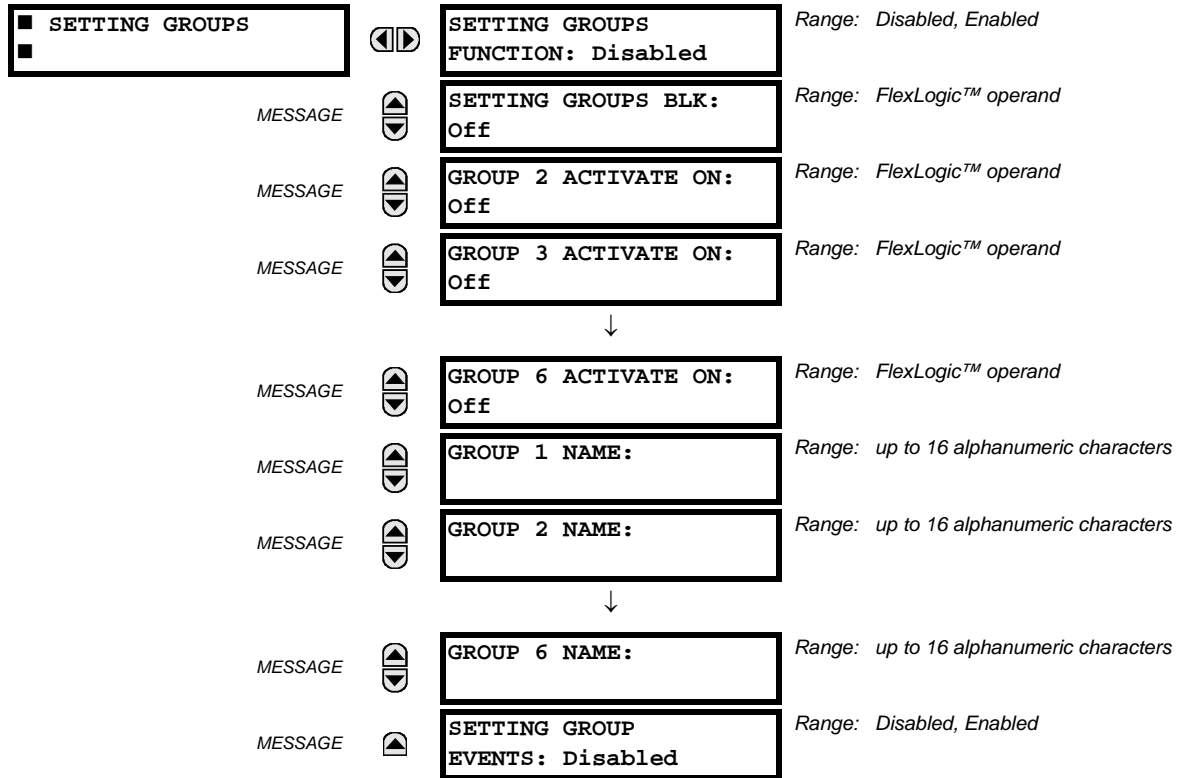 ■ SETTING GROUPS
■
SETTING GROUPS
FUNCTION: Disabled
Range: Disabled, Enabled
MESSAGE
SETTING GROUPS BLK:
Off
Range: FlexLogic™ operand
MESSAGE
GROUP 2 ACTIVATE ON:
Off
Range: FlexLogic™ operand
MESSAGE
GROUP 3 ACTIVATE ON:
Off
Range: FlexLogic™ operand
↓
MESSAGE
GROUP 6 ACTIVATE ON:
Off
Range: FlexLogic™ operand
MESSAGE
GROUP 1 NAME:
Range: up to 16 alphanumeric characters
MESSAGE
GROUP 2 NAME:
Range: up to 16 alphanumeric characters
↓
MESSAGE
GROUP 6 NAME:
Range: up to 16 alphanumeric characters
MESSAGE
SETTING GROUP
EVENTS: Disabled
Range: Disabled, Enabled